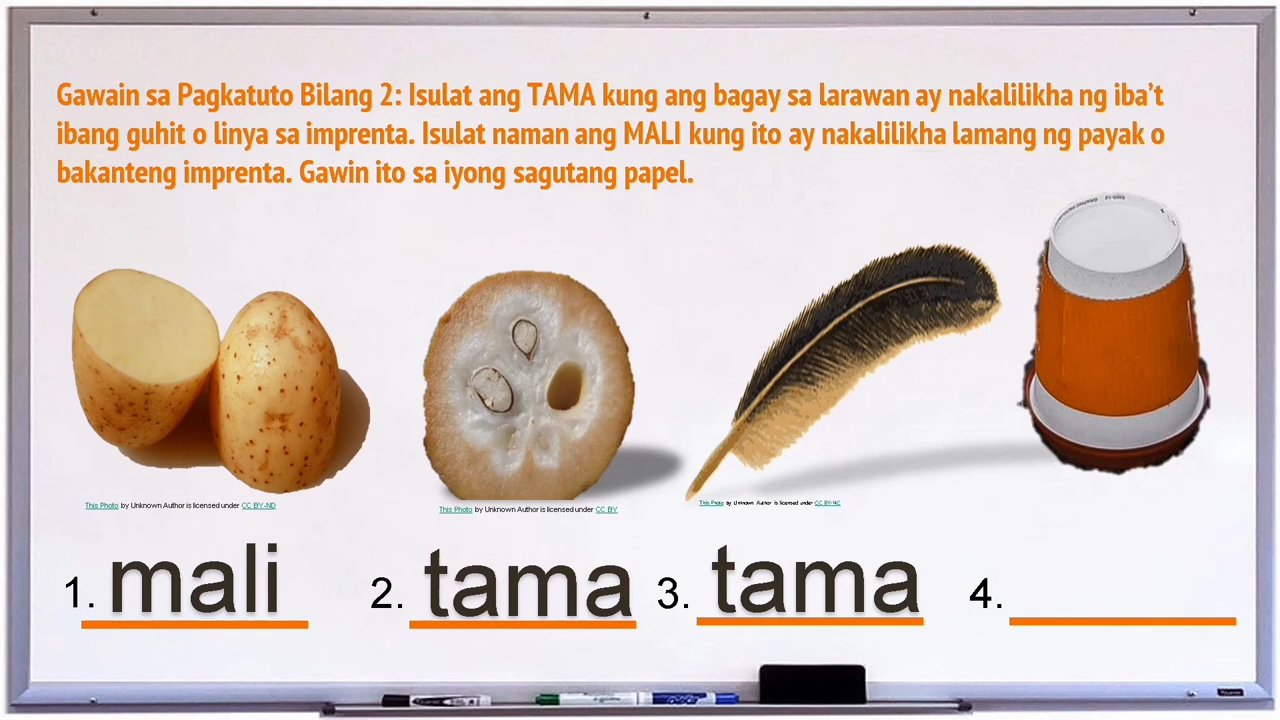 Gawain sa Pagkatuto Bilang 2: Isulat ang TAMA kung ang bagay sa larawan ay nakalilikha ng iba't
ibang guhit o linya sa imprenta. Isulat naman ang MALI kung ito ay nakalilikha lamang ng payak o
bakanteng imprenta. Gawin ito sa iyong sagutang papel.
This Photo by Unknown Author is licensed under CC BY-ND
This Photo by Unknown Author is licensed under CC BY
This Photo by Unknown Author is licensed under CC BY-NC
1. mali
2. tama
3. tama
4.